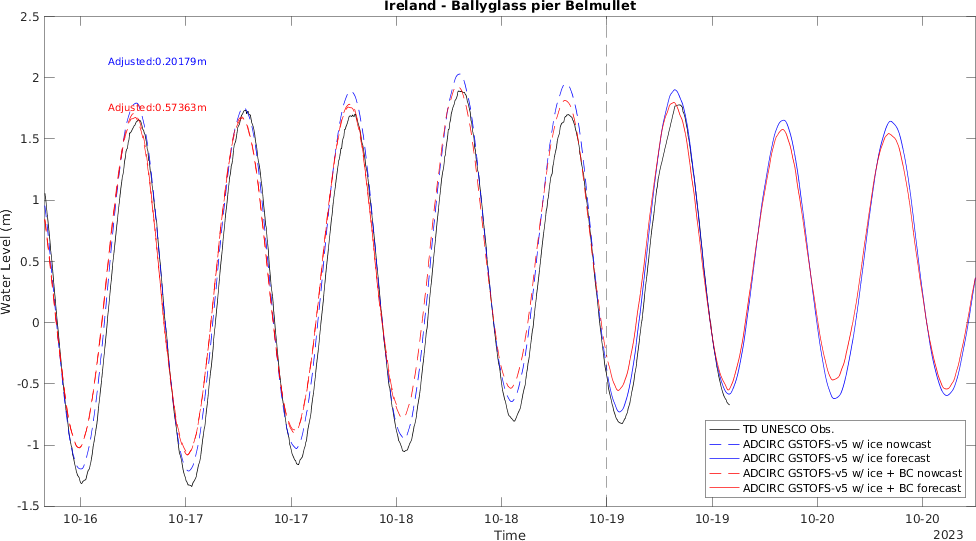 Ireland - Ballyglass pier Belmullet
Adjusted:0.20179m
Adjusted:0.57363m
Water Level (m)
2.5
2
1.5
1
0.5
0
-0.5
-1
-1.5
TD UNESCO Obs.
ADCIRC GSTOFS-v5 w/ ice nowcast
ADCIRC GSTOFS-v5 w/ ice forecast
ADCIRC GSTOFS-v5 w/ ice + BC nowcast
ADCIRC GSTOFS-v5 w/ ice + BC forecast
10-16 10-17 10-17 10-18 10-18 10-19 10-19 10-20 10-20
Time
2023